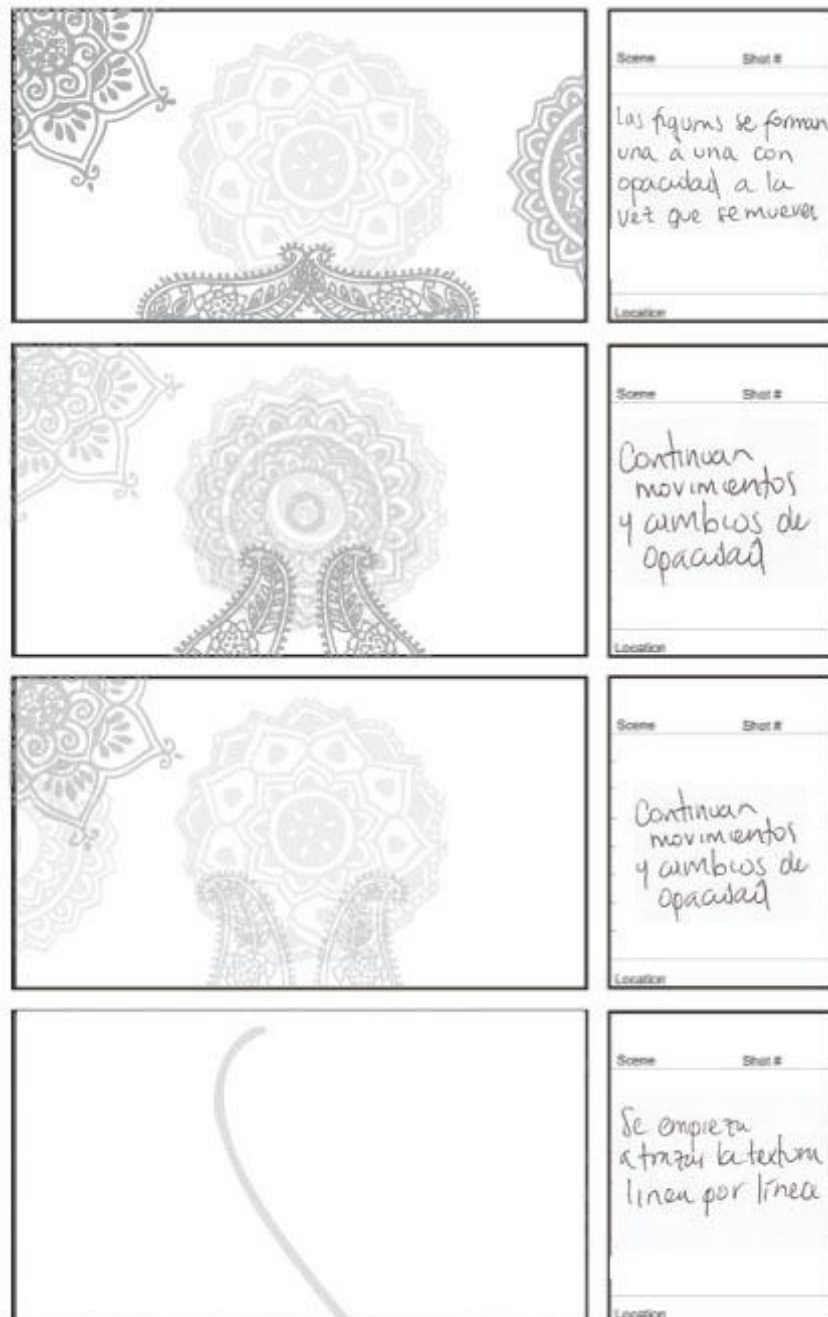 Scene Shot #
Las figuras se forman
una a una con
opacidad a la
vez que se mueven
Location
Scene Shot #
Continuan
movimientos
y cambios de
opacidad
Location
Scene Shot #
Continuan
movimientos
y cambios de
opacidad
Location
Scene Shot #
Se empieza
a trazar la textura
linea por línea
Location